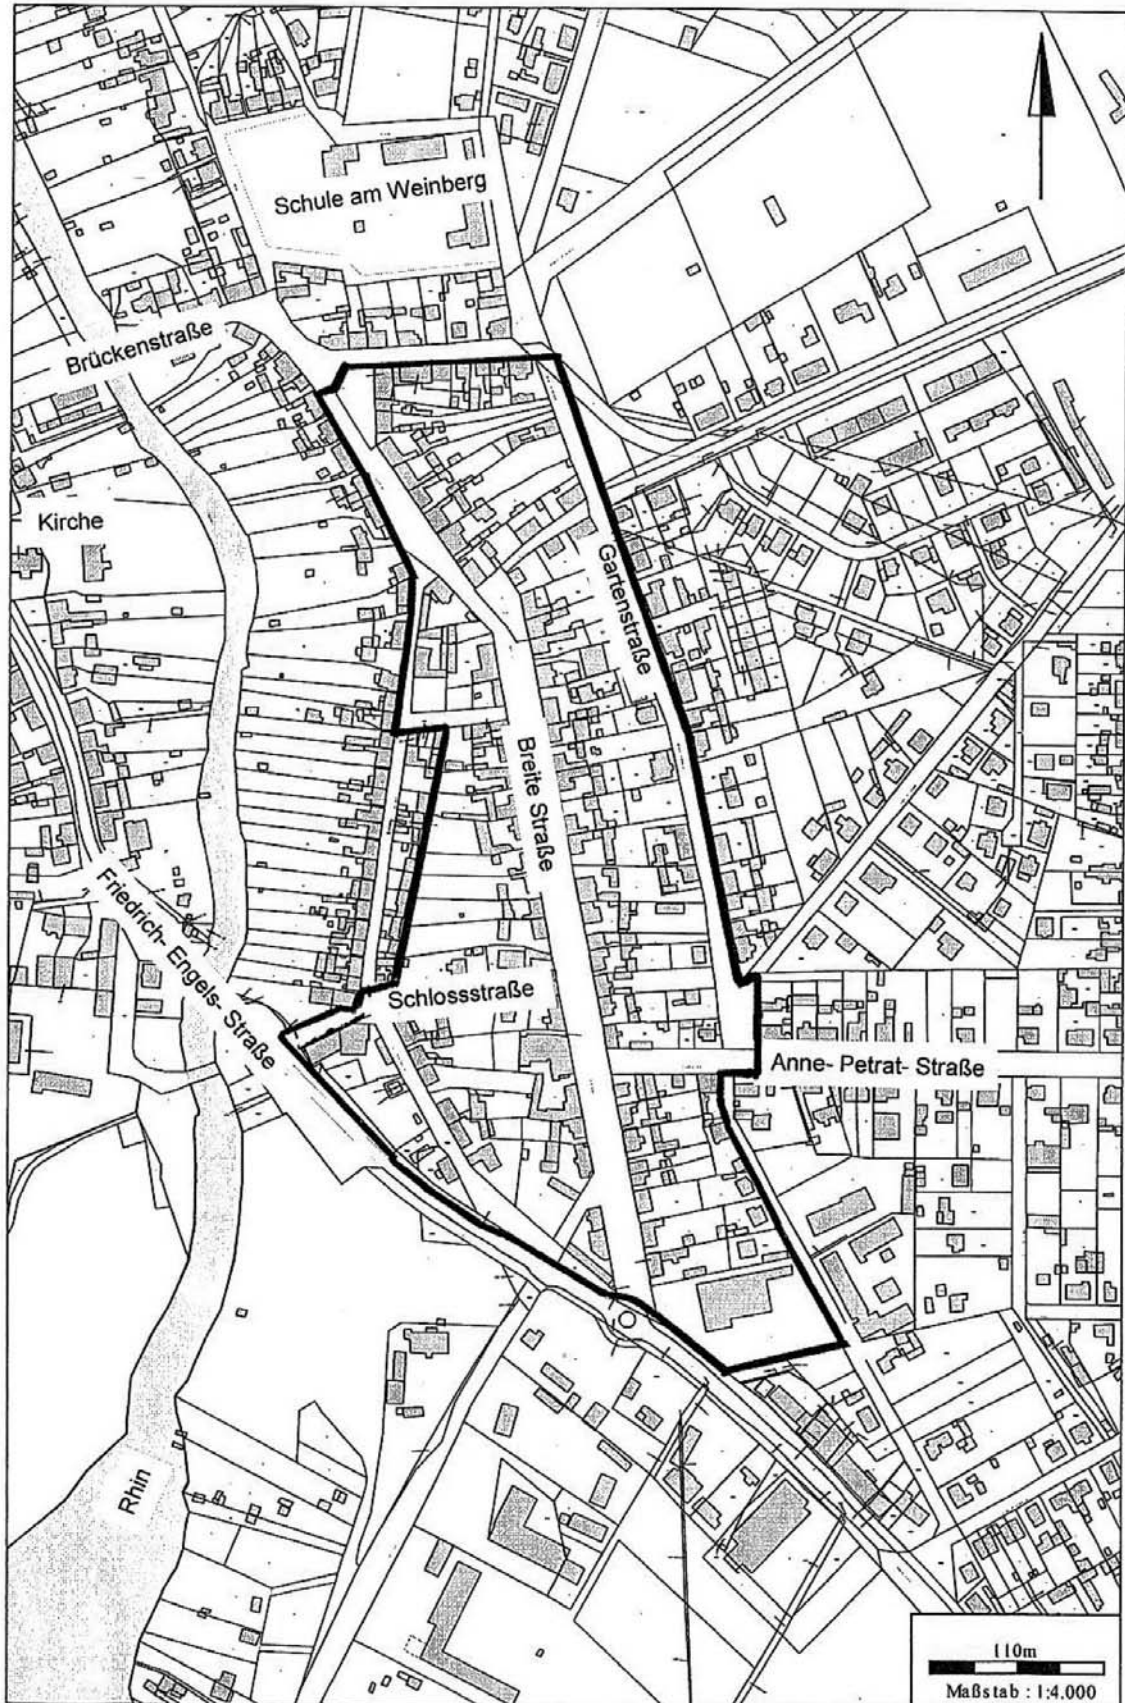 Schule am Weinberg
Brückenstraße
Kirche
Gartenstraße
Breite Straße
Friedrich- Engels- Straße
Schlossstraße
Anne- Petrat- Straße
Rhin
110m
Maßstab : 1:4.000